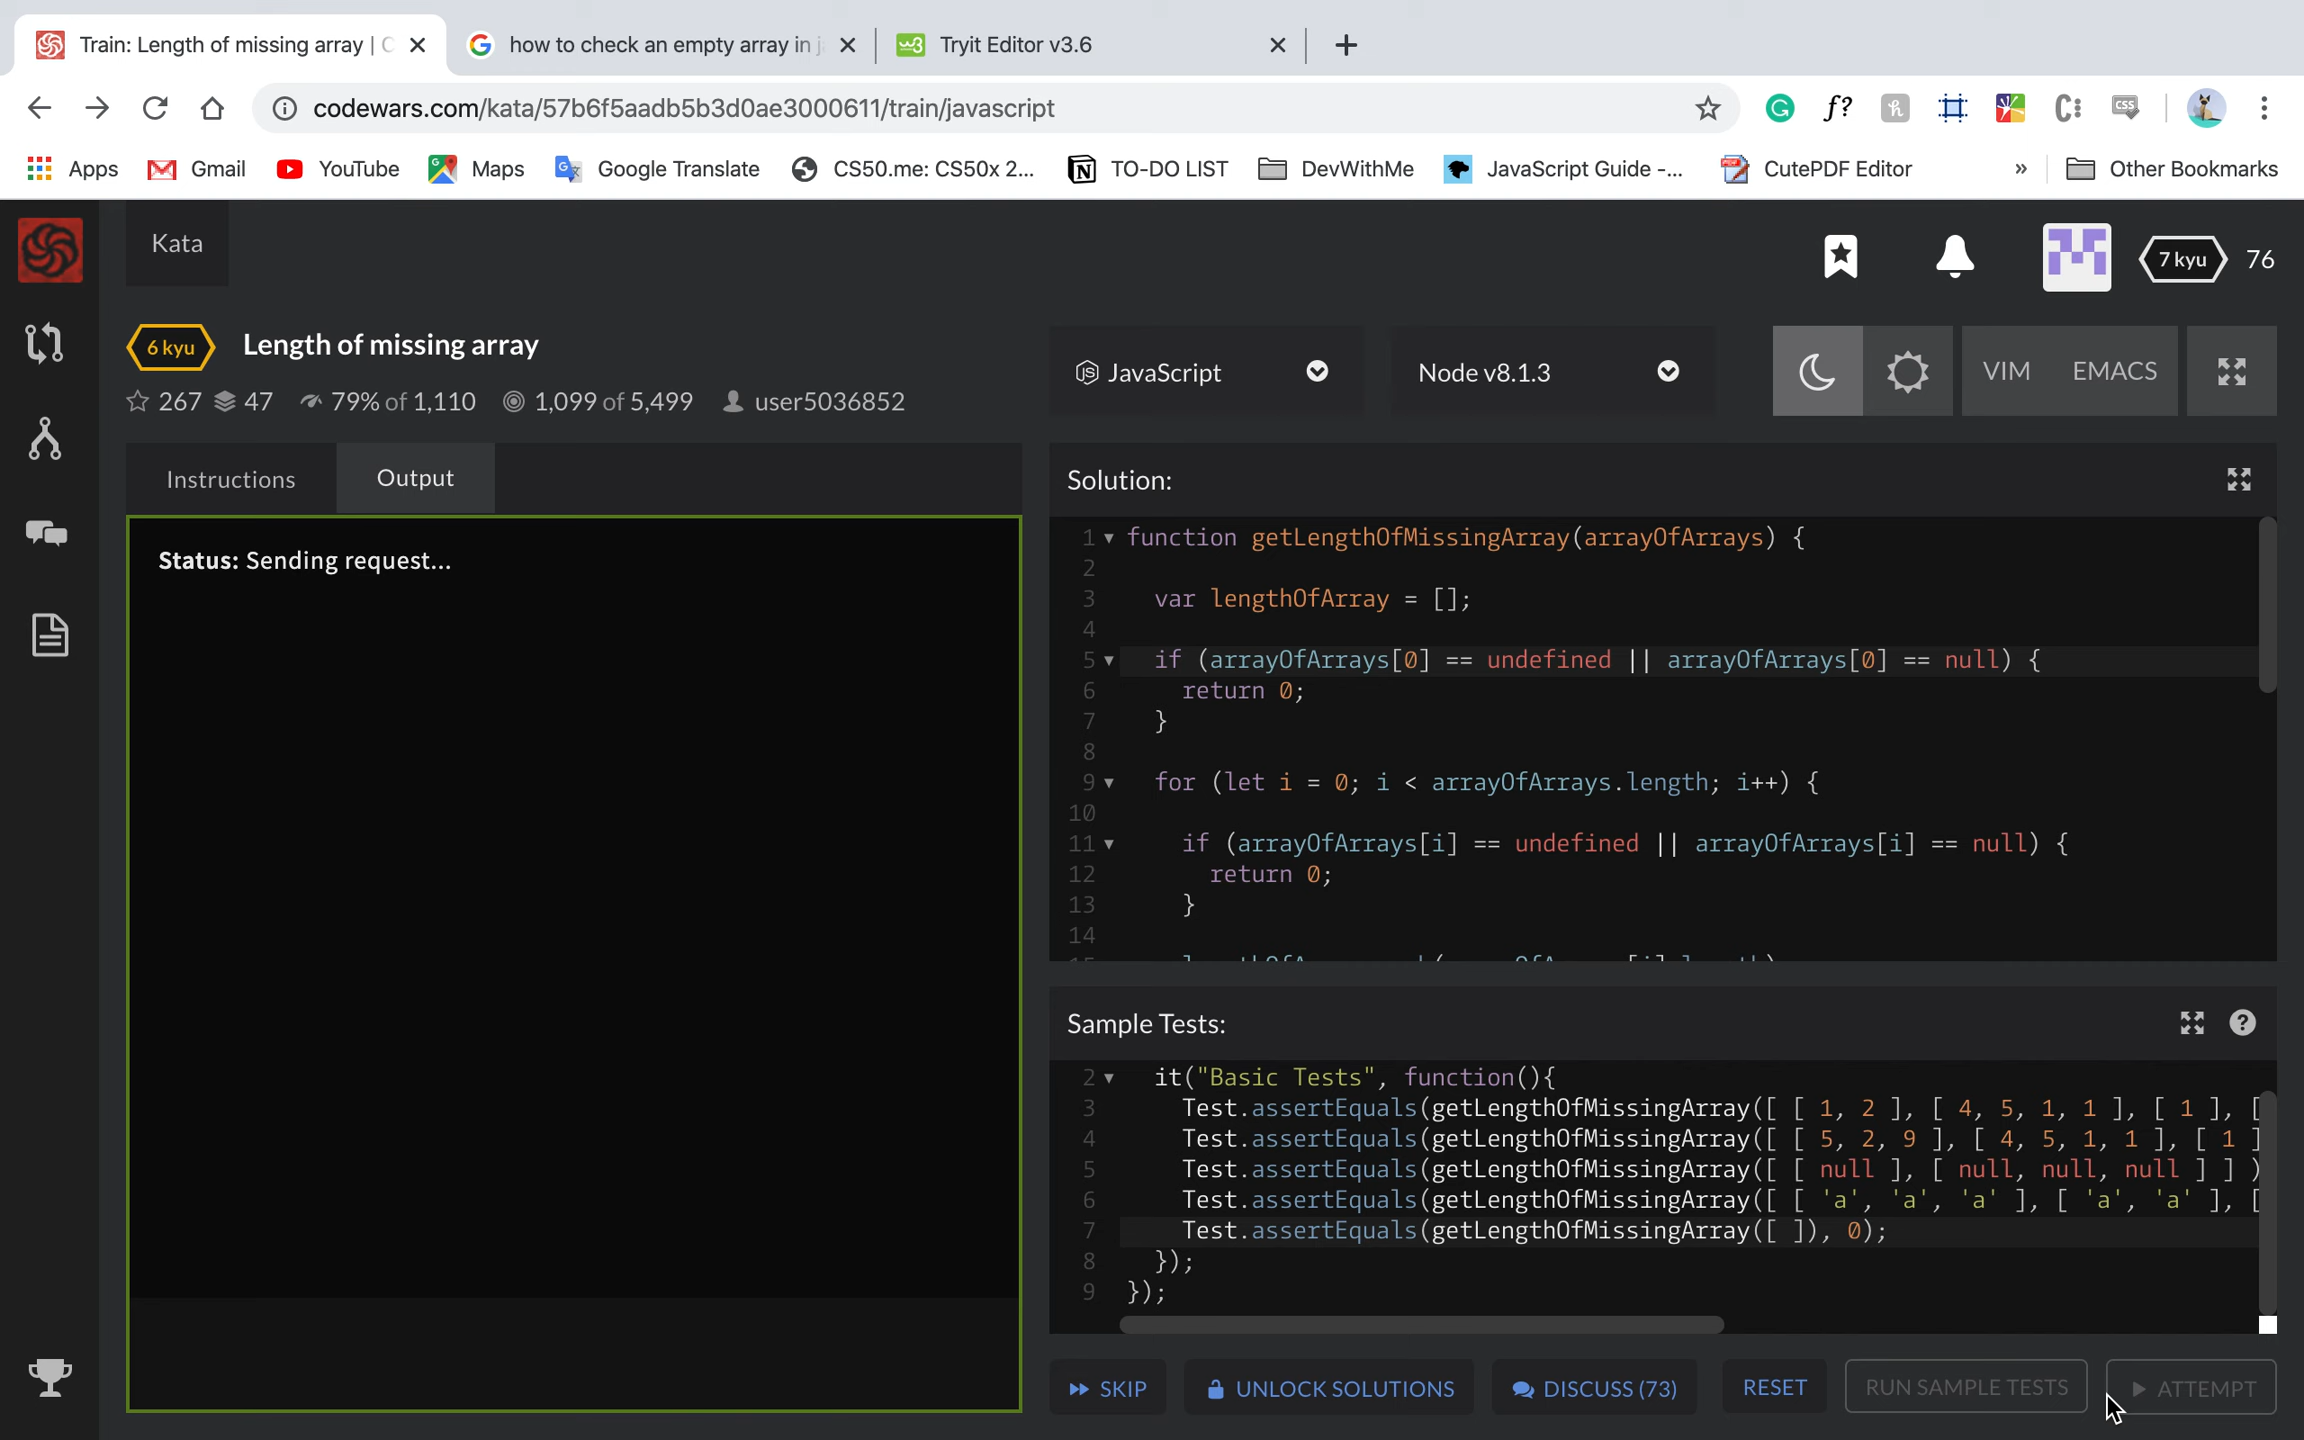 Train: Length of missing array | C
how to check an empty array in j
Tryit Editor v3.6
codewars.com/kata/57b6f5aadb5b3d0ae3000611/train/javascript
f?
CSS
Apps
Gmail
YouTube
Maps
Google Translate
CS50.me: CS50x 2...
TO-DO LIST
DevWithMe
JavaScript Guide -...
CutePDF Editor
»
Other Bookmarks
Kata
7 kyu
76
6 kyu
Length of missing array
267
47
79% of 1,110
1,099 of 5,499
user5036852
JavaScript
Node v8.1.3
VIM
EMACS
Instructions
Output
Status: Sending request...
Solution:
1 function getLengthOfMissingArray(arrayOfArrays) {
2
3 var lengthOfArray = [];
4
5 if (arrayOfArrays[0] == undefined || arrayOfArrays[0] == null) {
6 return 0;
7 }
8
9 for (let i = 0; i < arrayOfArrays.length; i++) {
10
11 if (arrayOfArrays[i] == undefined || arrayOfArrays[i] == null) {
12 return 0;
13 }
14
Sample Tests:
2 it("Basic Tests", function(){
3 Test.assertEquals(getLengthOfMissingArray([ [ 1, 2 ], [ 4, 5, 1, 1 ], [ 1 ], [
4 Test.assertEquals(getLengthOfMissingArray([ [ 5, 2, 9 ], [ 4, 5, 1, 1 ], [ 1 ]
5 Test.assertEquals(getLengthOfMissingArray([ [ null ], [ null, null, null ] ] )
6 Test.assertEquals(getLengthOfMissingArray([ [ 'a', 'a', 'a' ], [ 'a', 'a' ], [
7 Test.assertEquals(getLengthOfMissingArray([ ]), 0);
8 });
9 });
SKIP
UNLOCK SOLUTIONS
DISCUSS (73)
RESET
RUN SAMPLE TESTS
ATTEMPT